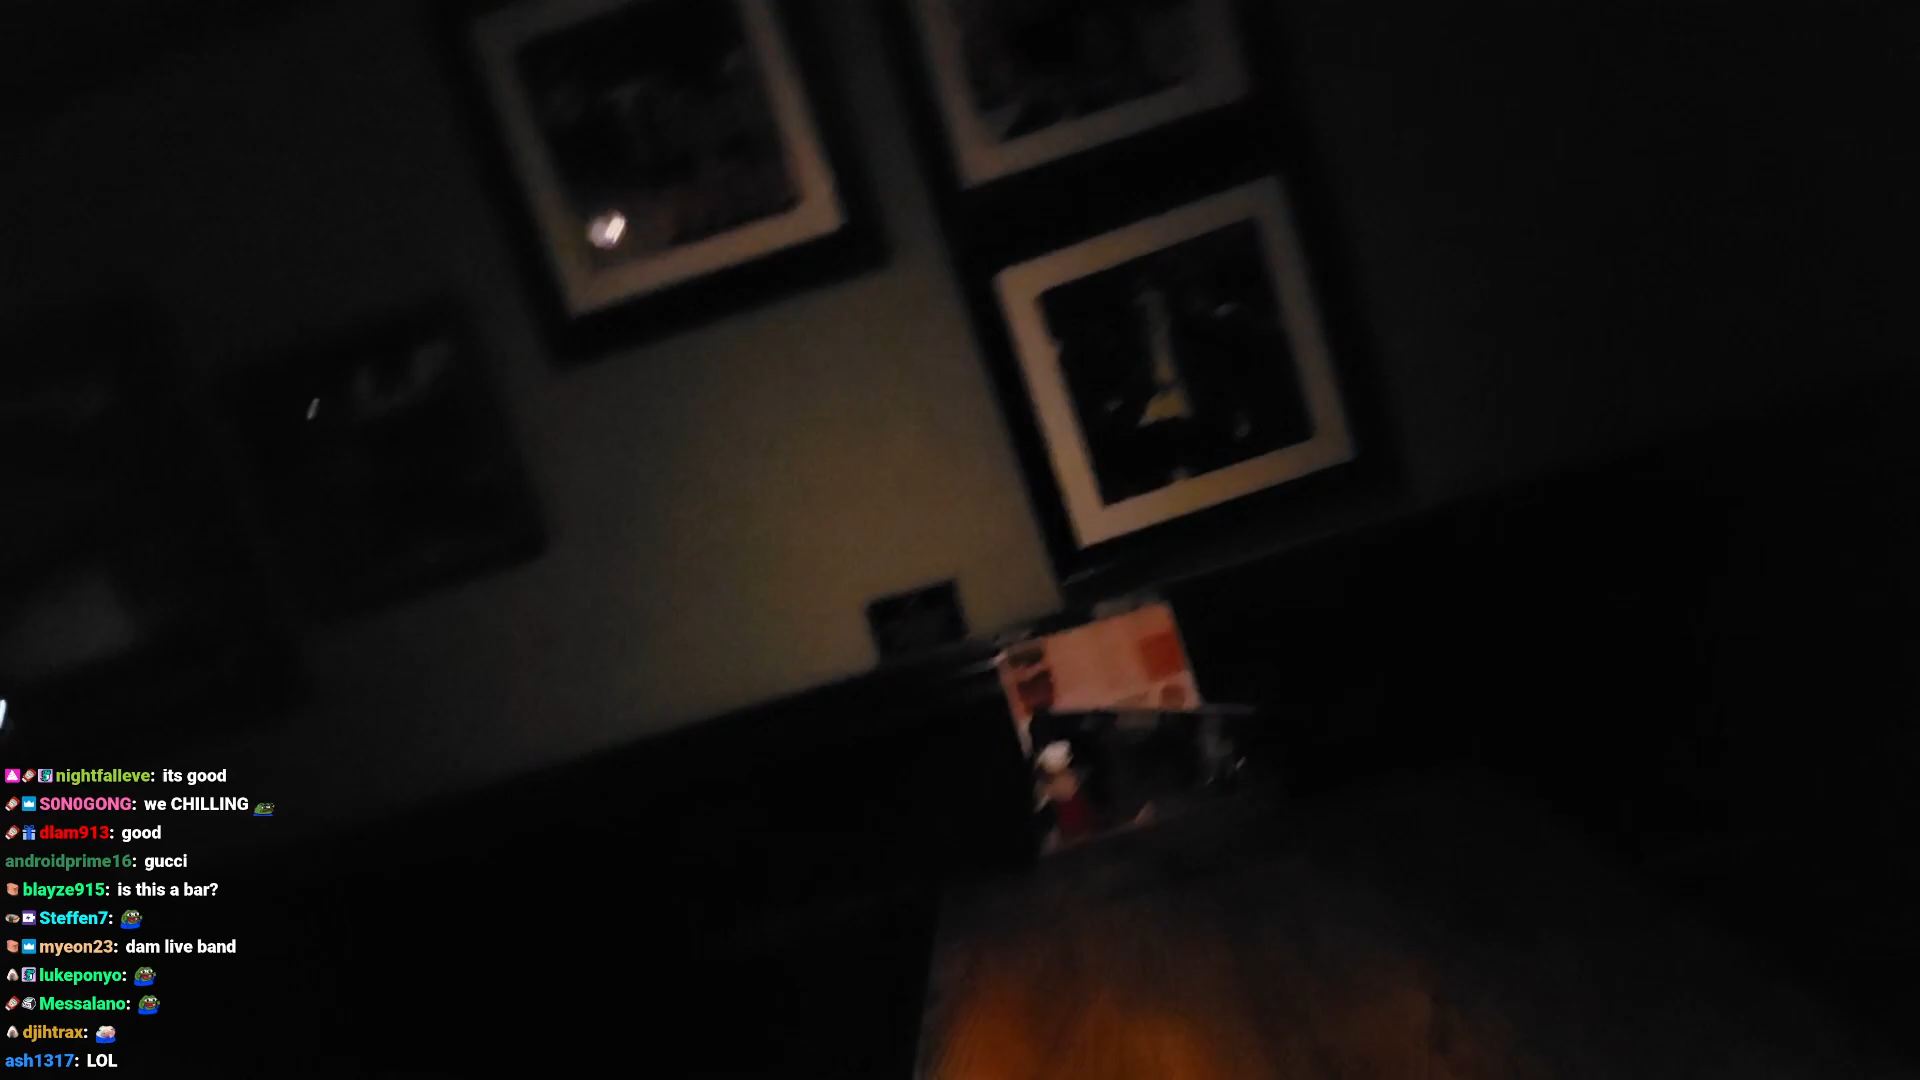 nightfalleve: its good
S0N0GONG: we CHILLING
dlam913: good
androidprime16: gucci
blayze915: is this a bar?
Steffen7:
myeon23: dam live band
lukeponyo:
Messalano:
djihtrax:
ash1317: LOL